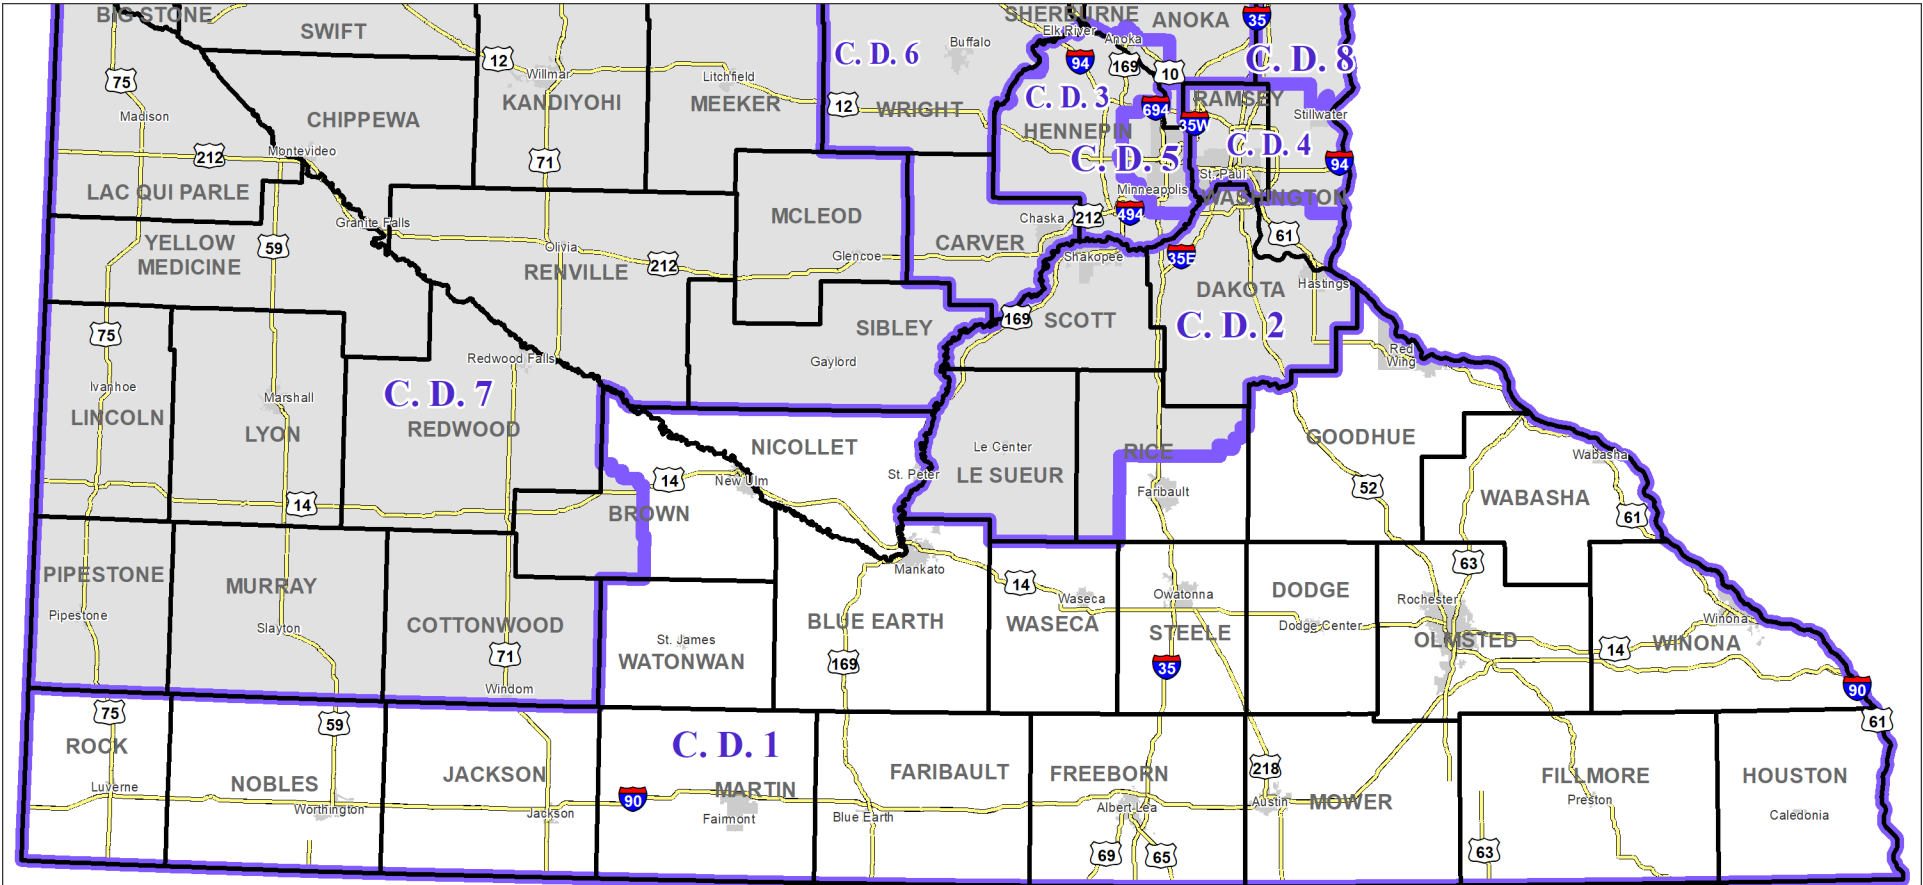 BIG STONE
SWIFT
SHERBURNE
ANOKA
35
Elk River
Anoka
Buffalo
C. D. 6
C. D. 8
12
Willmar
94
169
10
75
Litchfield
KANDIYOHI
MEEKER
12
WRIGHT
C. D. 3
694
RAMSEY
Madison
CHIPPEWA
HENNEPIN
35W
Stillwater
Montevideo
212
71
C. D. 5
C. D. 4
94
LAC QUI PARLE
St. Paul
Minneapolis
WASHINGTON
Granite Falls
MCLEOD
Chaska
212
494
YELLOW
MEDICINE
59
Olivia
RENVILLE
212
Glencoe
CARVER
Shakopee
35E
61
DAKOTA
Hastings
75
SIBLEY
169
SCOTT
C. D. 2
Redwood Falls
Gaylord
Red
Wing
Ivanhoe
LINCOLN
Marshall
LYON
C. D. 7
REDWOOD
NICOLLET
Le Center
LE SUEUR
RICE
GOODHUE
Wabasha
St. Peter
14
New Ulm
Faribault
52
WABASHA
14
BROWN
61
PIPESTONE
MURRAY
Mankato
63
14
Waseca
Owatonna
DODGE
Rochester
Pipestone
Slayton
COTTONWOOD
BLUE EARTH
WASECA
STEELE
Dodge Center
OLMSTED
14
Winona
WINONA
St. James
WATONWAN
71
169
35
Windom
90
75
59
61
ROCK
C. D. 1
NOBLES
JACKSON
MARTIN
FARIBAULT
FREEBORN
218
FILLMORE
HOUSTON
Luverne
Worthington
Jackson
90
Fairmont
Blue Earth
Albert Lea
Austin
MOWER
Preston
Caledonia
69
65
63